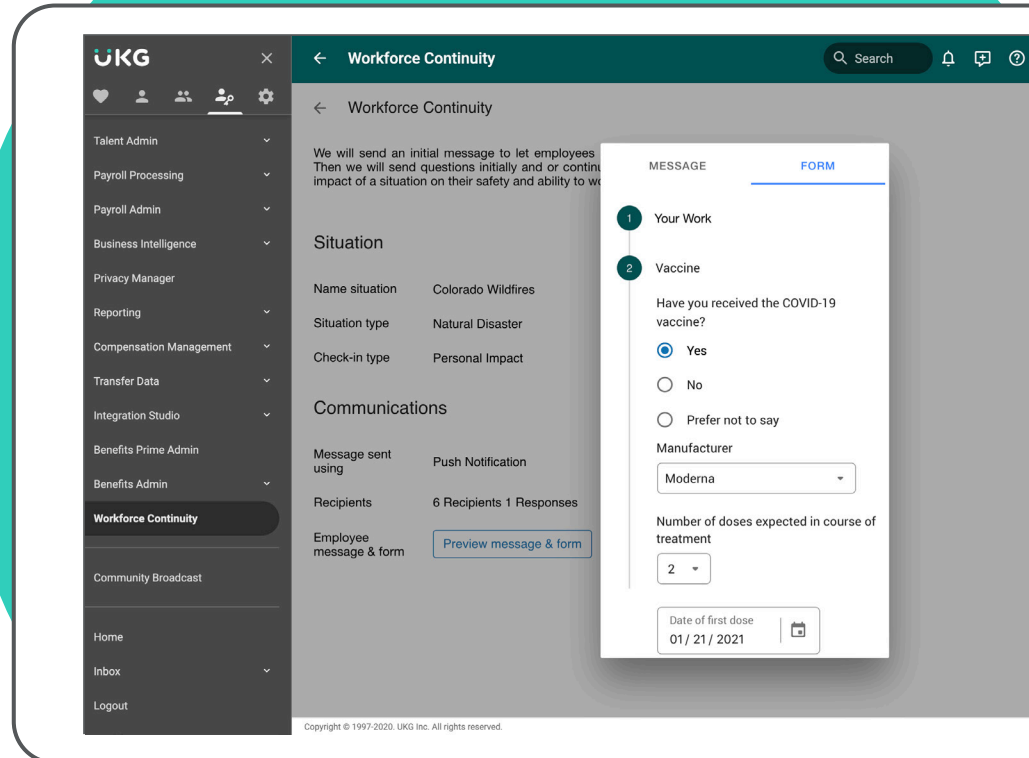 UKG
Talent Admin
Payroll Processing
Payroll Admin
Business Intelligence
Privacy Manager
Reporting
Compensation Management
Transfer Data
Integration Studio
Benefits Prime Admin
Benefits Admin
Workforce Continuity
Community Broadcast
Home
Inbox
Logout
Workforce Continuity
Search
Workforce Continuity
We will send an initial message to let employees
Then we will send questions initially and or
impact of a situation on their safety and ability to
Situation
Name situation Colorado Wildfires
Situation type Natural Disaster
Check-in type Personal Impact
Communications
Message sent
using Push Notification
Recipients 6 Recipients 1 Responses
Employee
message & form Preview message & form
MESSAGE FORM
1 Your Work
2 Vaccine
Have you received the COVID-19
vaccine?
Yes
No
Prefer not to say
Manufacturer
Moderna
Number of doses expected in course of
treatment
2
Date of first dose
01/ 21 / 2021
Copyright © 1997-2020. UKG Inc. All rights reserved.